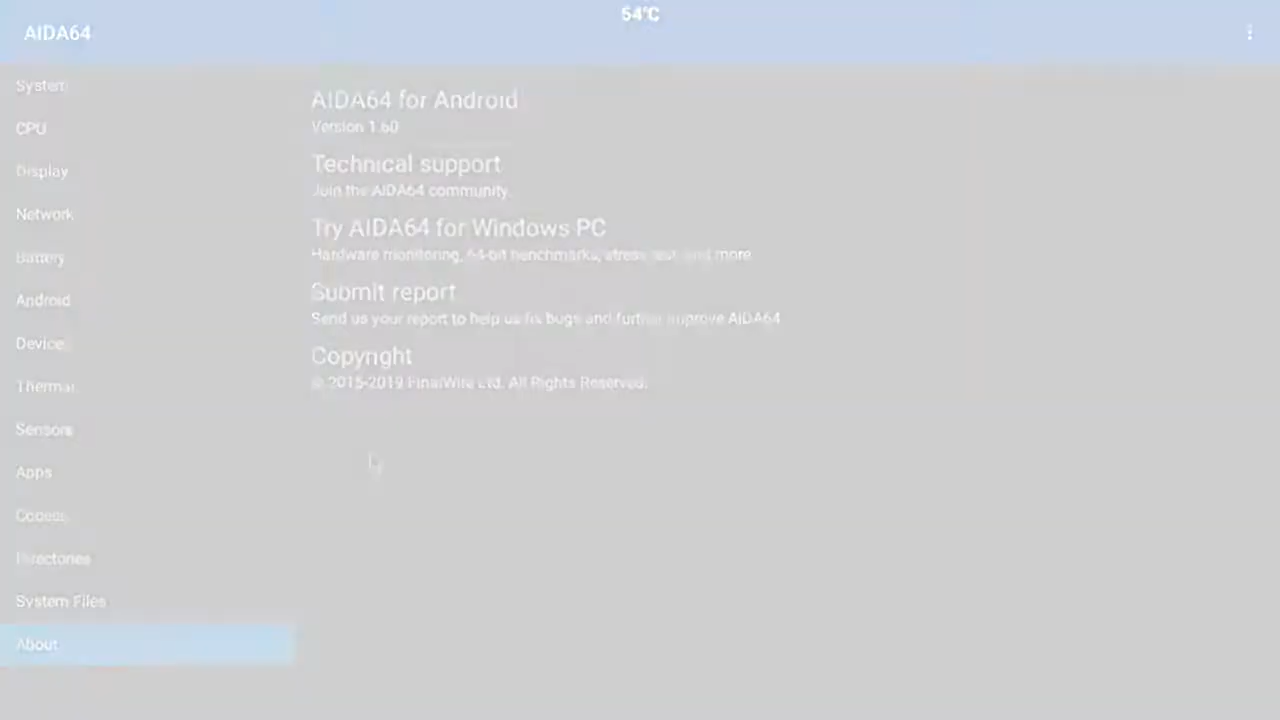 54°C
AIDA64
System
CPU
Display
Network
Battery
Android
Devices
Thermal
Sensors
Apps
Codecs
Directories
System Files
About
AIDA64 for Android
Version 1.60
Technical support
Join the AIDA64 community
Try AIDA64 for Windows PC
Hardware monitoring, 64-bit benchmarks, stress test, and more
Submit report
Send us your report to help us fix bugs and further improve AIDA64
Copyright
© 2015-2019 FinalWire Ltd. All Rights Reserved.